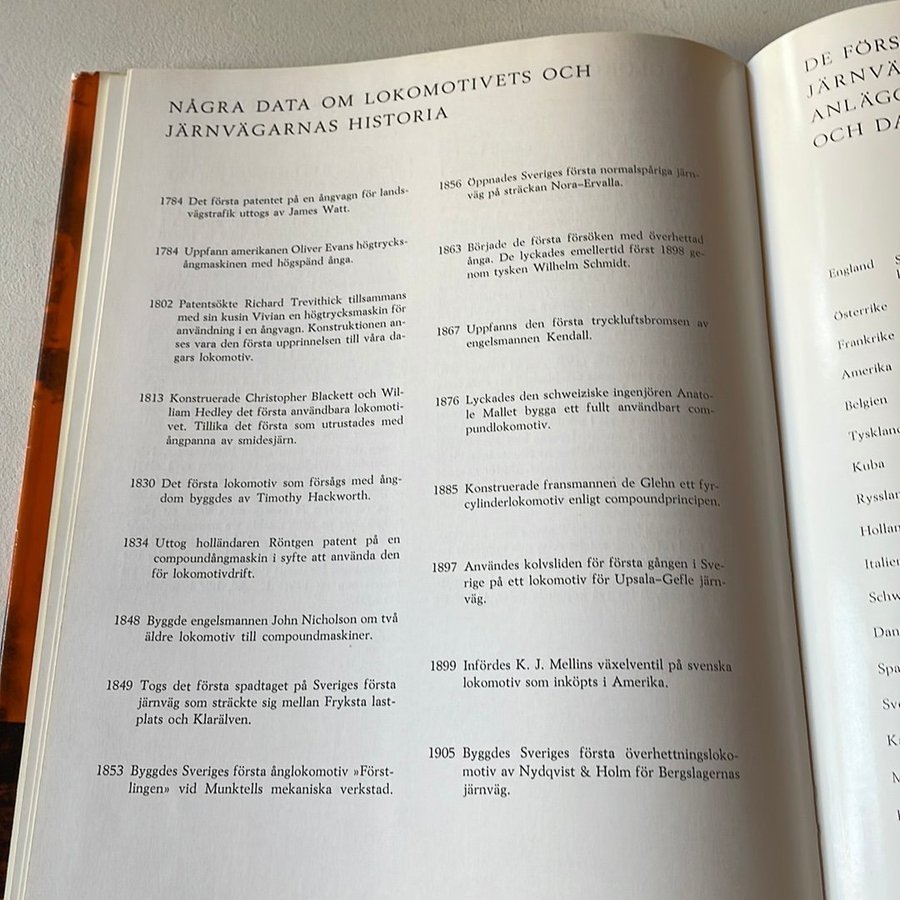 NÅGRA DATA OM LOKOMOTIVETS OCH
JÄRNVÄGARNAS HISTORIA
1784 Det första patentet på en ångvagn för lands-
vägstrafik uttogs av James Watt.
1784 Uppfann amerikanen Oliver Evans högtrycks-
ångmaskinen med högspänd ånga.
1802 Patentsökte Richard Trevithick tillsammans
med sin kusin Vivian en högtrycksmaskin för
användning i en ångvagn. Konstruktionen an-
ses vara den första upprinnelsen till våra da-
gars lokomotiv.
1813 Konstruerade Christopher Blackett och Wil-
liam Hedley det första användbara lokomoti-
vet. Tillika det första som utrustades med
ångpanna av smidesjärn.
1830 Det första lokomotiv som försågs med ång-
dom byggdes av Timothy Hackworth.
1834 Uttog holländaren Röntgen patent på en
compoundångmaskin i syfte att använda den
för lokomotivdrift.
1848 Byggde engelsmannen John Nicholson om två
äldre lokomotiv till compoundmaskiner.
1849 Togs det första spadtaget på Sveriges första
järnväg som sträckte sig mellan Fryksta last-
plats och Klarälven.
1853 Byggdes Sveriges första ånglokomotiv »Först-
lingen» vid Munktells mekaniska verkstad.
1856 Öppnades Sveriges första normalspåriga järn-
väg på sträckan Nora–Ervalla.
1863 Började de första försöken med överhettad
ånga. De lyckades emellertid först 1898 ge-
nom tysken Wilhelm Schmidt.
1867 Uppfanns den första tryckluftsbromsen av
engelsmannen Kendall.
1876 Lyckades den schweiziske ingenjören Anato-
le Mallet bygga ett fullt användbart com-
pundlokomotiv.
1885 Konstruerade fransmannen de Glehn ett fyr-
cylinderlokomotiv enligt compoundprincipen.
1897 Användes kolvsliden för första gången i Sve-
rige på ett lokomotiv för Upsala–Gefle järn-
väg.
1899 Infördes K. J. Mellins växelventil på svenska
lokomotiv som inköpts i Amerika.
1905 Byggdes Sveriges första överhettningsloko-
motiv av Nydqvist & Holm för Bergslagernas
järnväg.
DE FÖRS
JÄRNVÄ
ANLÄGG
OCH DA
England
Österrike
Frankrike
Amerika
Belgien
Tyskland
Kuba
Ryssla
Hollan
Italie
Schw
Dan
Spa
Sv